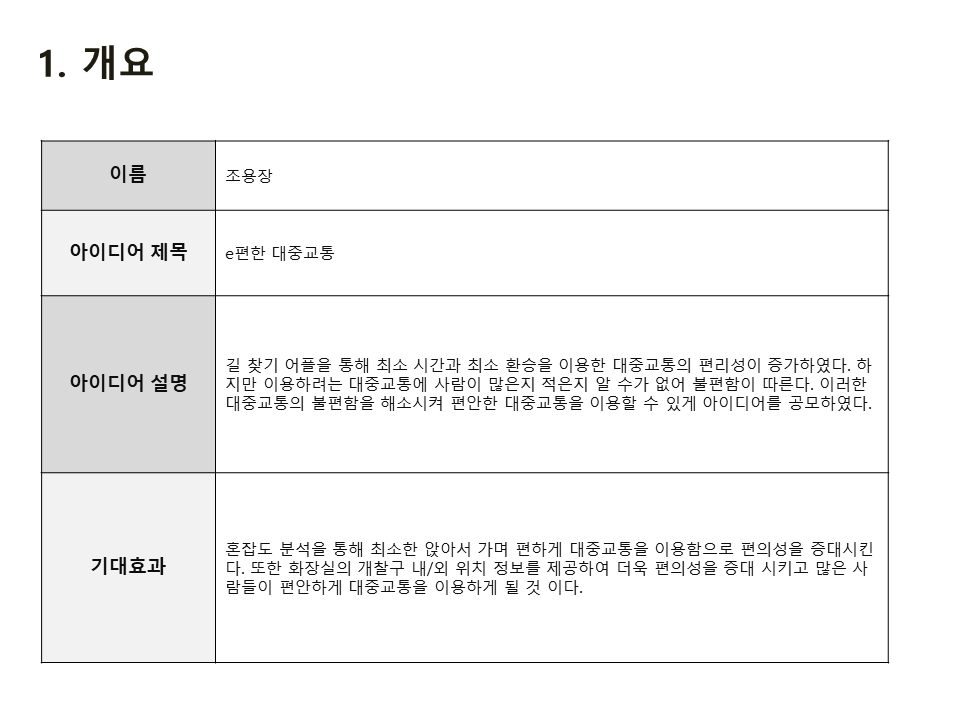 1. 개요
이름
조용장
아이디어 제목
e편한 대중교통
아이디어 설명
길 찾기 어플을 통해 최소 시간과 최소 환승을 이용한 대중교통의 편리성이 증가하였다. 하
지만 이용하려는 대중교통에 사람이 많은지 적은지 알 수가 없어 불편함이 따른다. 이러한
대중교통의 불편함을 해소시켜 편안한 대중교통을 이용할 수 있게 아이디어를 공모하였다.
기대효과
혼잡도 분석을 통해 최소한 앉아서 가며 편하게 대중교통을 이용함으로 편의성을 증대시킨
다. 또한 화장실의 개찰구 내/외 위치 정보를 제공하여 더욱 편의성을 증대 시키고 많은 사
람들이 편안하게 대중교통을 이용하게 될 것 이다.